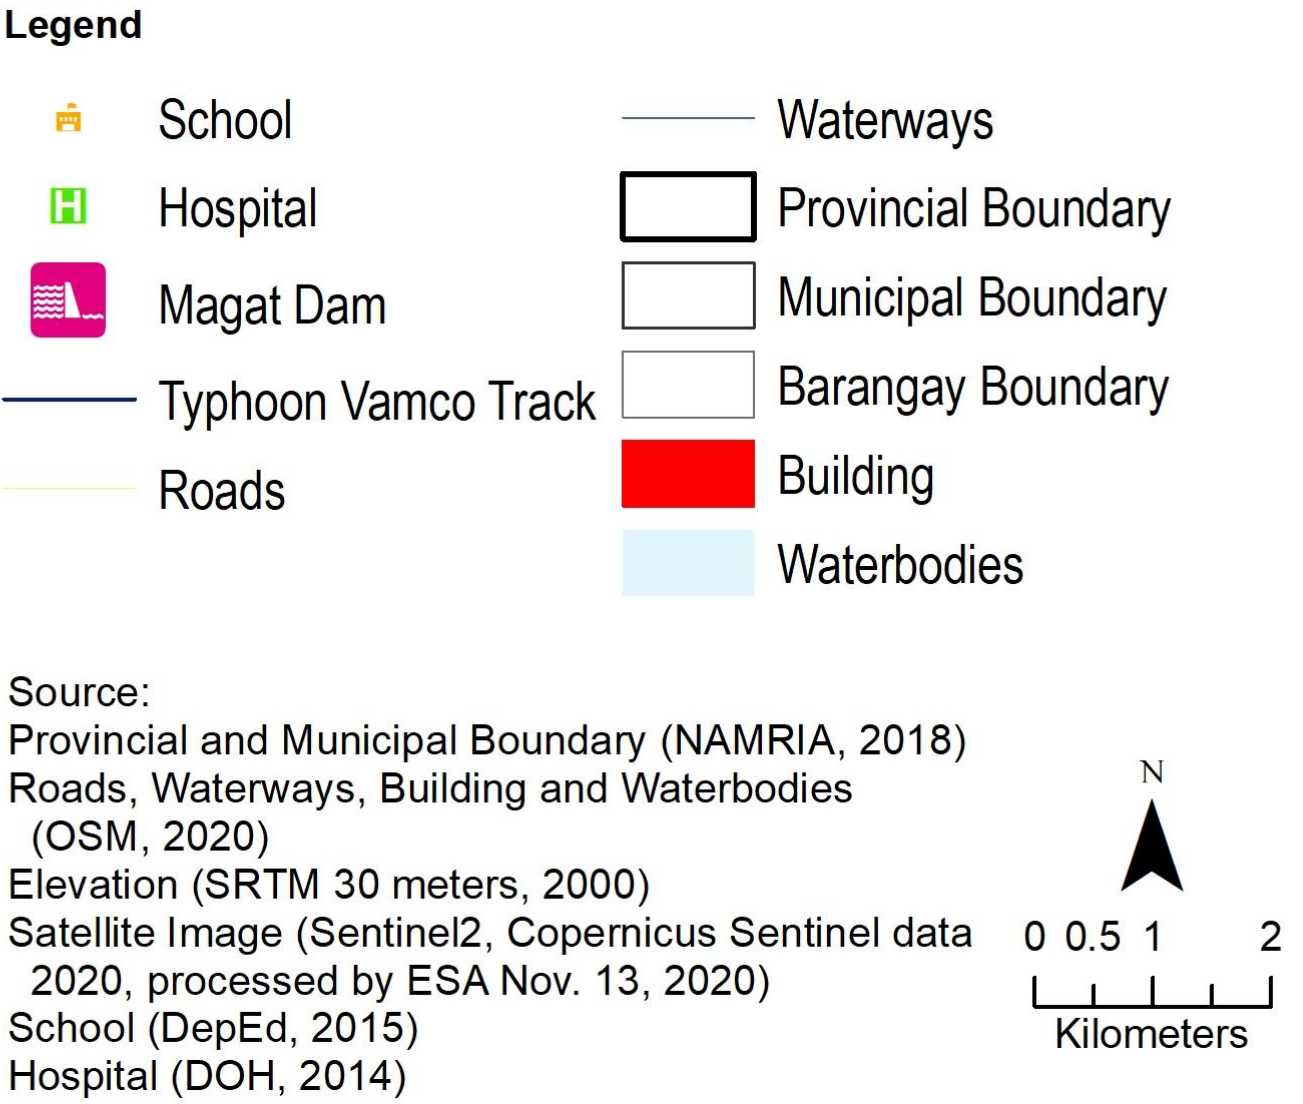 Legend
School
Hospital
Magat Dam
Typhoon Vamco Track
Roads
Waterways
Provincial Boundary
Municipal Boundary
Barangay Boundary
Building
Waterbodies
Source:
Provincial and Municipal Boundary (NAMRIA, 2018)
Roads, Waterways, Building and Waterbodies
(OSM, 2020)
Elevation (SRTM 30 meters, 2000)
Satellite Image (Sentinel2, Copernicus Sentinel data
2020, processed by ESA Nov. 13, 2020)
School (DepEd, 2015)
Hospital (DOH, 2014)
N
0 0.5 1 2
Kilometers